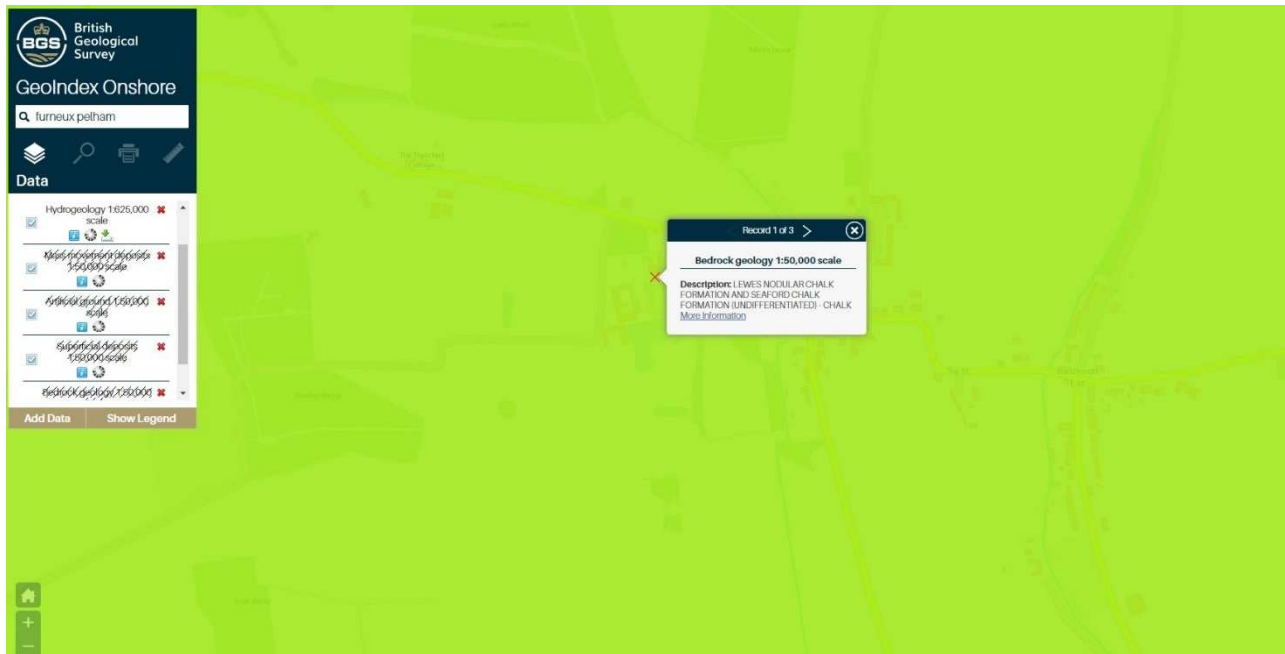 BGS
British
Geological
Survey
GeoIndex Onshore
furneux pelham
Data
Hydrogeology 1:625,000
scale
Mass movement deposits
1:50,000 scale
Artificial ground 1:50,000
scale
Superficial deposits
1:50,000 scale
Bedrock geology 1:50,000
Add Data
Show Legend
Record 1 of 3
Bedrock geology 1:50,000 scale
Description: LEWES NODULAR CHALK
FORMATION AND SEAFORD CHALK
FORMATION (UNDIFFERENTIATED) - CHALK
More Information